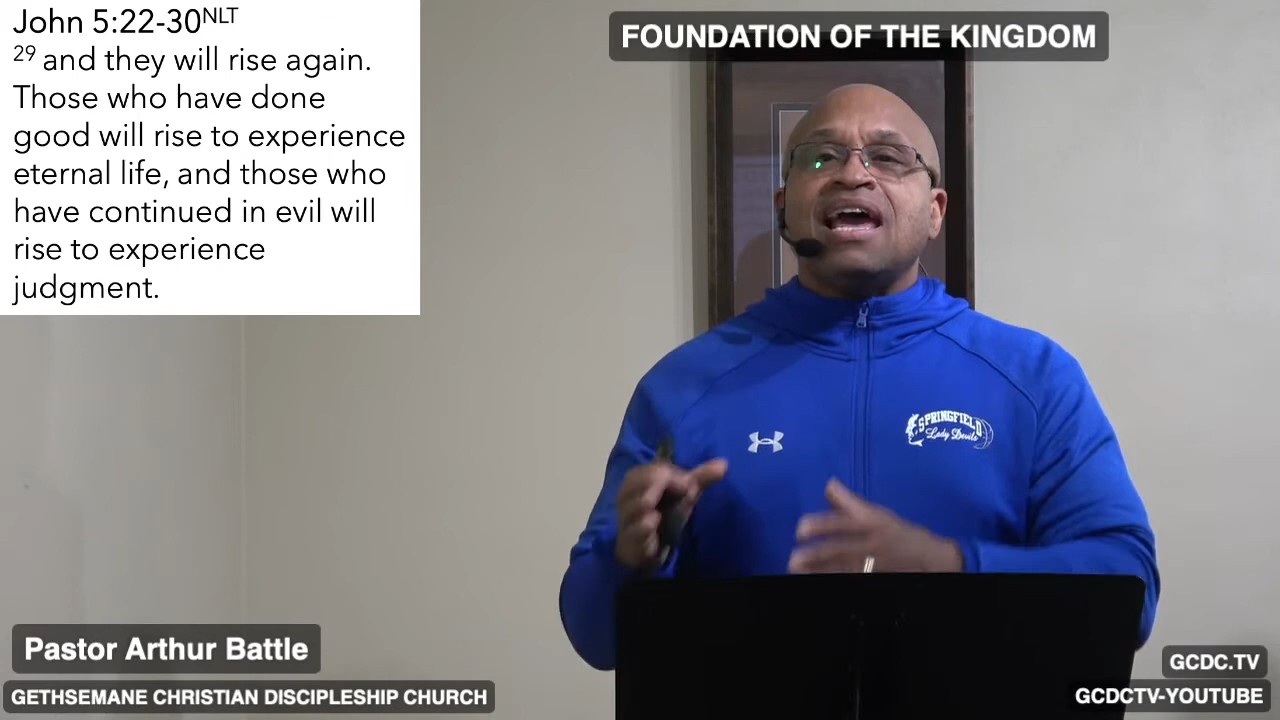 John 5:22-30NLT
29 and they will rise again.
Those who have done
good will rise to experience
eternal life, and those who
have continued in evil will
rise to experience
judgment.
FOUNDATION OF THE KINGDOM
SPRINGFIELD
Lady Devils
Pastor Arthur Battle
GETHSEMANE CHRISTIAN DISCIPLESHIP CHURCH
GCDC.TV
GCDCTV-YOUTUBE